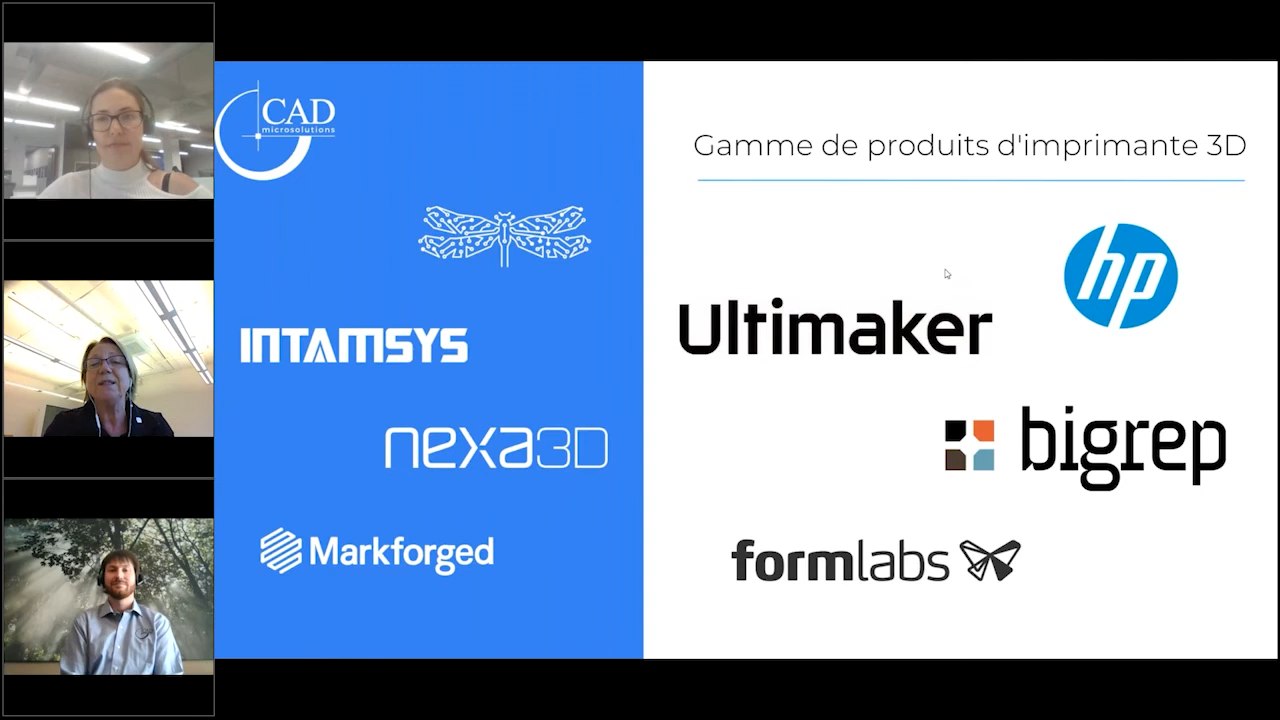 CAD
microsolutions
Gamme de produits d'imprimante 3D
hp
Ultimaker
INTAMSYS
bigrep
nexa3D
Markforged
formlabs